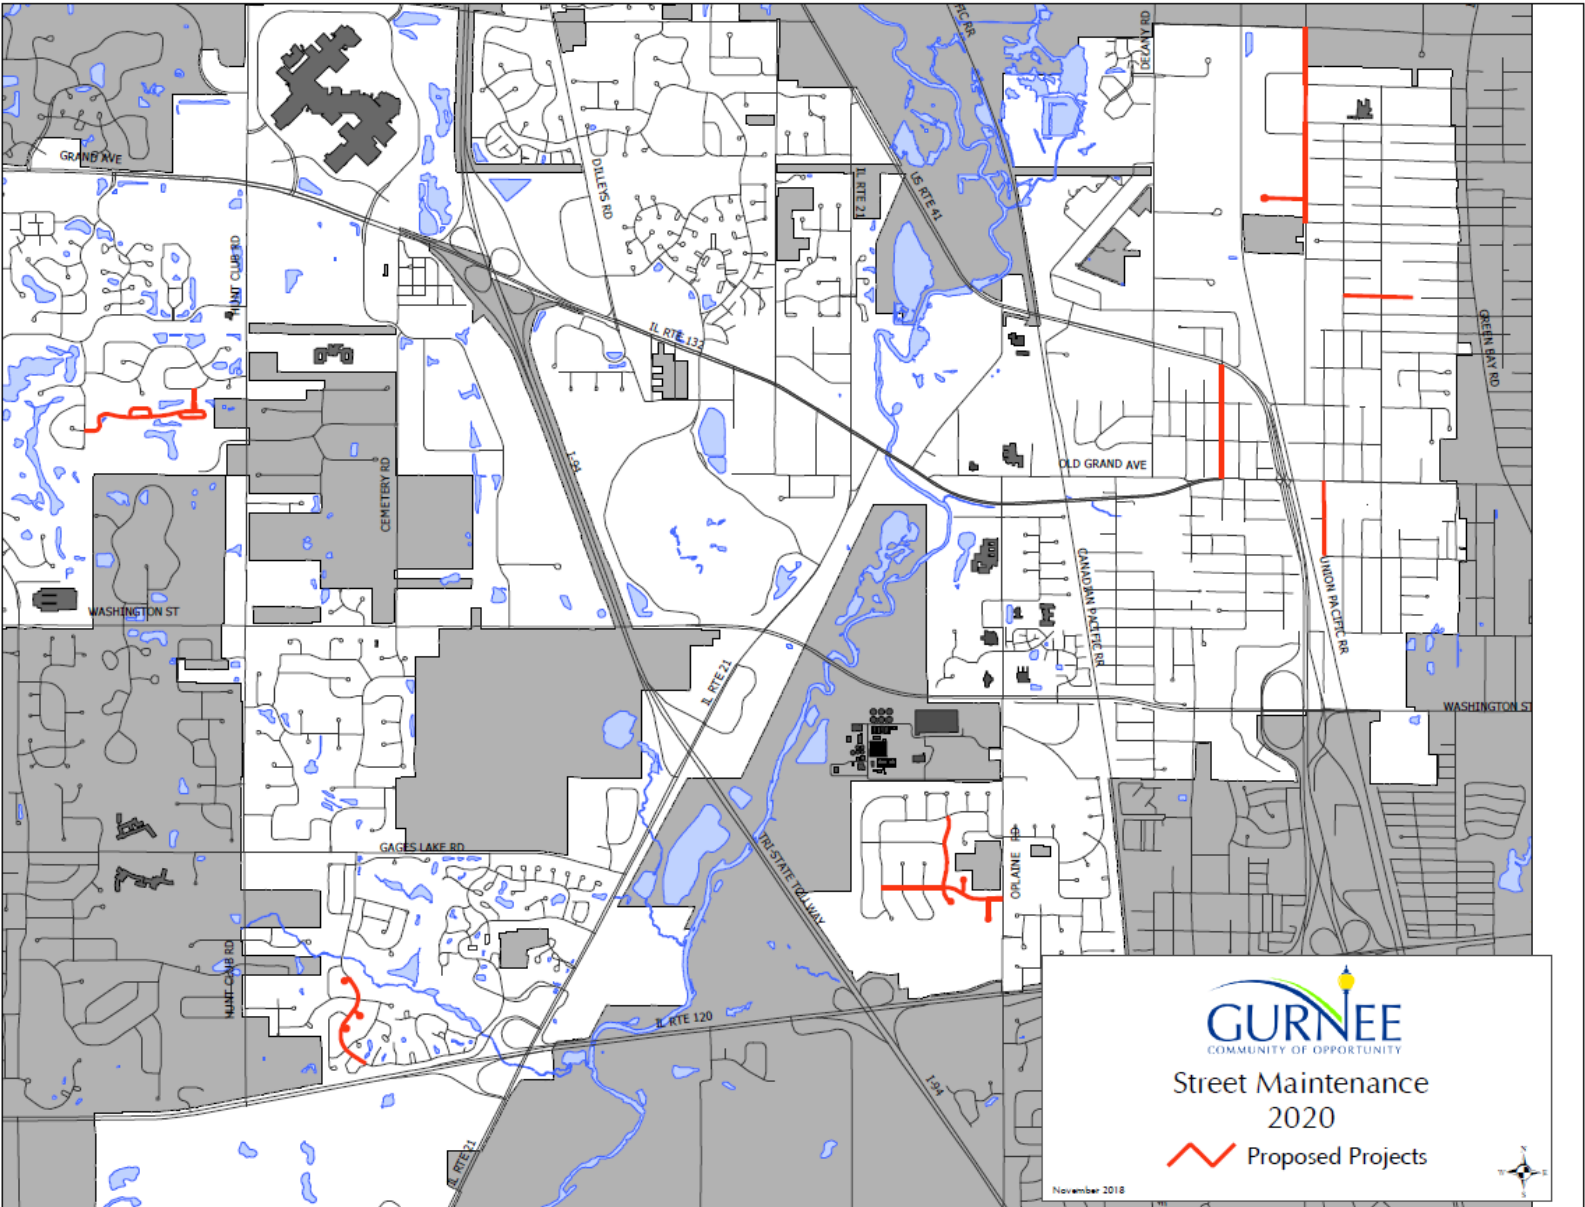 FIC RR
DELANY RD
GRAND AVE
DILLEYS RD
IL RTE 21
US RTE 41
HUNT CLUB RD
IL RTE 132
GREEN BAY RD
I-94
OLD GRAND AVE
CEMETERY RD
CANADIAN PACIFIC RR
UNION PACIFIC RR
WASHINGTON ST
IL RTE 21
WASHINGTON ST
GAGES LAKE RD
TRI-STATE TOLLWAY
OPLAINE RD
HUNT CLUB RD
IL RTE 120
I-94
IL RTE 21
GURNEE
COMMUNITY OF OPPORTUNITY
Street Maintenance
2020
Proposed Projects
November 2018
N
W E
S